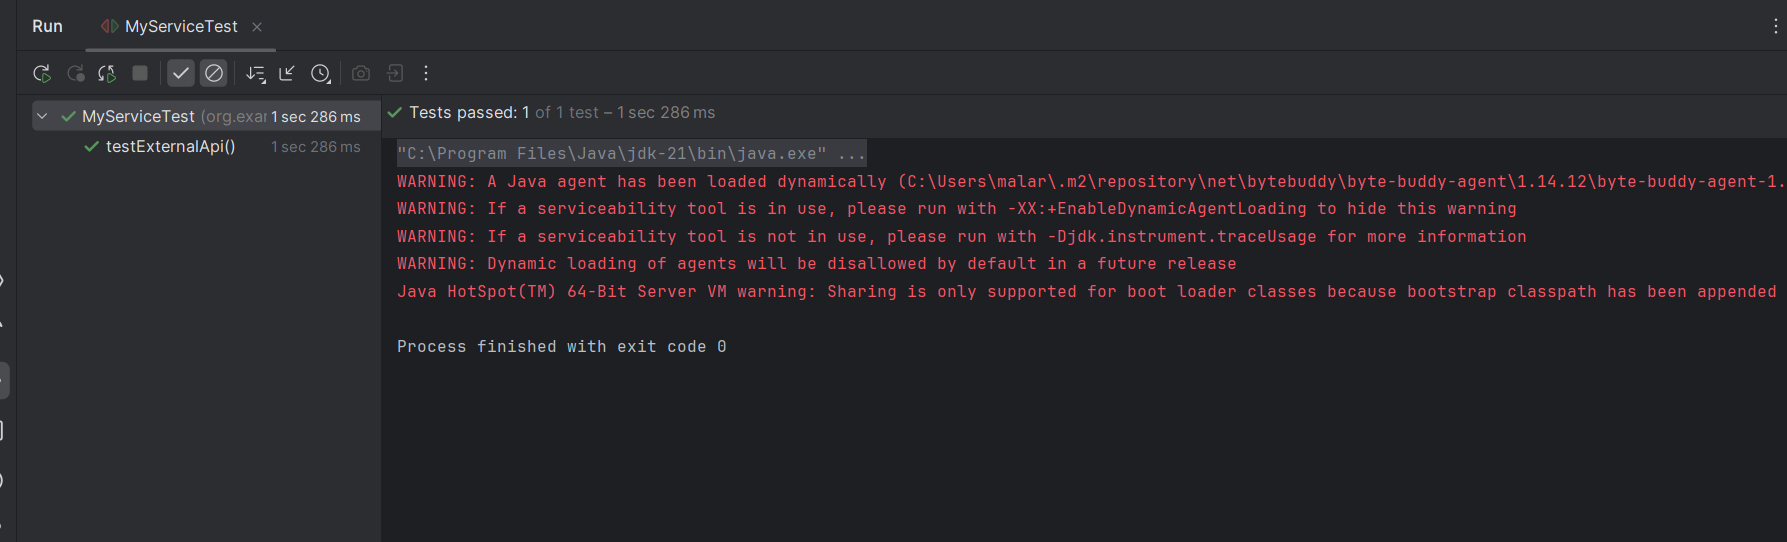 Run MyServiceTest
MyServiceTest (org.exar 1 sec 286 ms
testExternalApi() 1 sec 286 ms
Tests passed: 1 of 1 test – 1 sec 286 ms
"C:\Program Files\Java\jdk-21\bin\java.exe" ...
WARNING: A Java agent has been loaded dynamically (C:\Users\malar\.m2\repository\net\bytebuddy\byte-buddy-agent\1.14.12\byte-buddy-agent-1.
WARNING: If a serviceability tool is in use, please run with -XX:+EnableDynamicAgentLoading to hide this warning
WARNING: If a serviceability tool is not in use, please run with -Djdk.instrument.traceUsage for more information
WARNING: Dynamic loading of agents will be disallowed by default in a future release
Java HotSpot(TM) 64-Bit Server VM warning: Sharing is only supported for boot loader classes because bootstrap classpath has been appended
Process finished with exit code 0